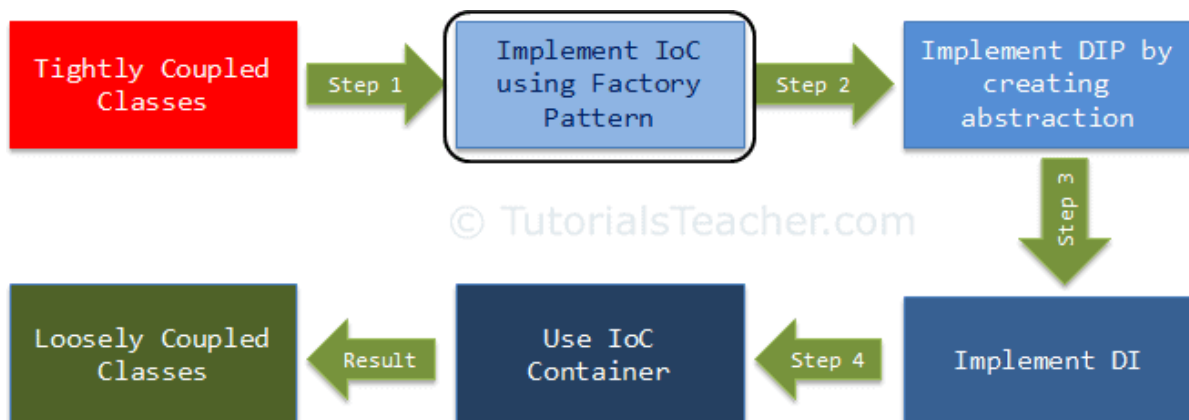 Tightly Coupled
Classes
Step 1
Implement IoC
using Factory
Pattern
Step 2
Implement DIP by
creating
abstraction
Step 3
© TutorialsTeacher.com
Implement DI
Step 4
Use IoC
Container
Result
Loosely Coupled
Classes